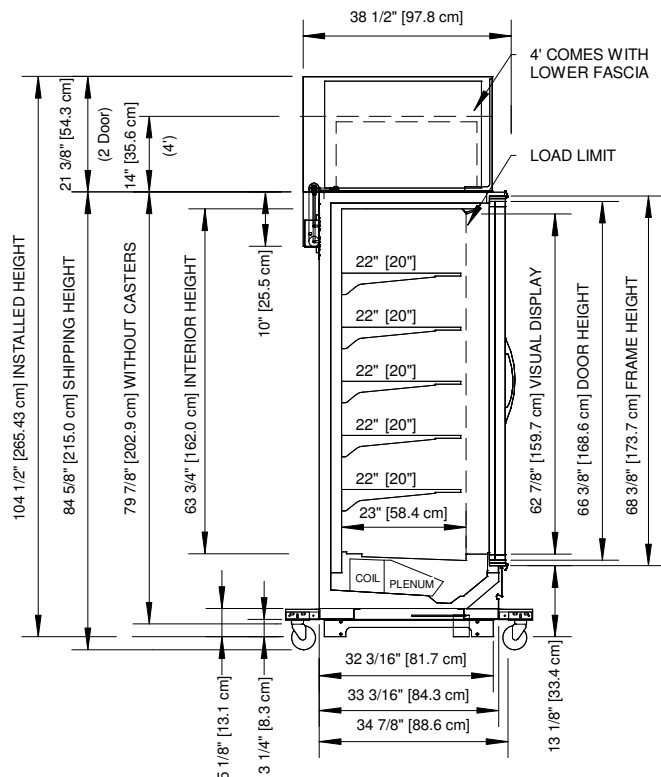 38 1/2" [97.8 cm]
4' COMES WITH
LOWER FASCIA
LOAD LIMIT
104 1/2" [265.43 cm] INSTALLED HEIGHT
21 3/8" [54.3 cm]
(2 Door)
14" [35.6 cm]
(4')
84 5/8" [215.0 cm] SHIPPING HEIGHT
79 7/8" [202.9 cm] WITHOUT CASTERS
63 3/4" [162.0 cm] INTERIOR HEIGHT
10" [25.5 cm]
22" [20"]
22" [20"]
22" [20"]
22" [20"]
22" [20"]
23" [58.4 cm]
COIL
PLENUM
62 7/8" [159.7 cm] VISUAL DISPLAY
66 3/8" [168.6 cm] DOOR HEIGHT
68 3/8" [173.7 cm] FRAME HEIGHT
5 1/8" [13.1 cm]
3 1/4" [8.3 cm]
32 3/16" [81.7 cm]
33 3/16" [84.3 cm]
34 7/8" [88.6 cm]
13 1/8" [33.4 cm]